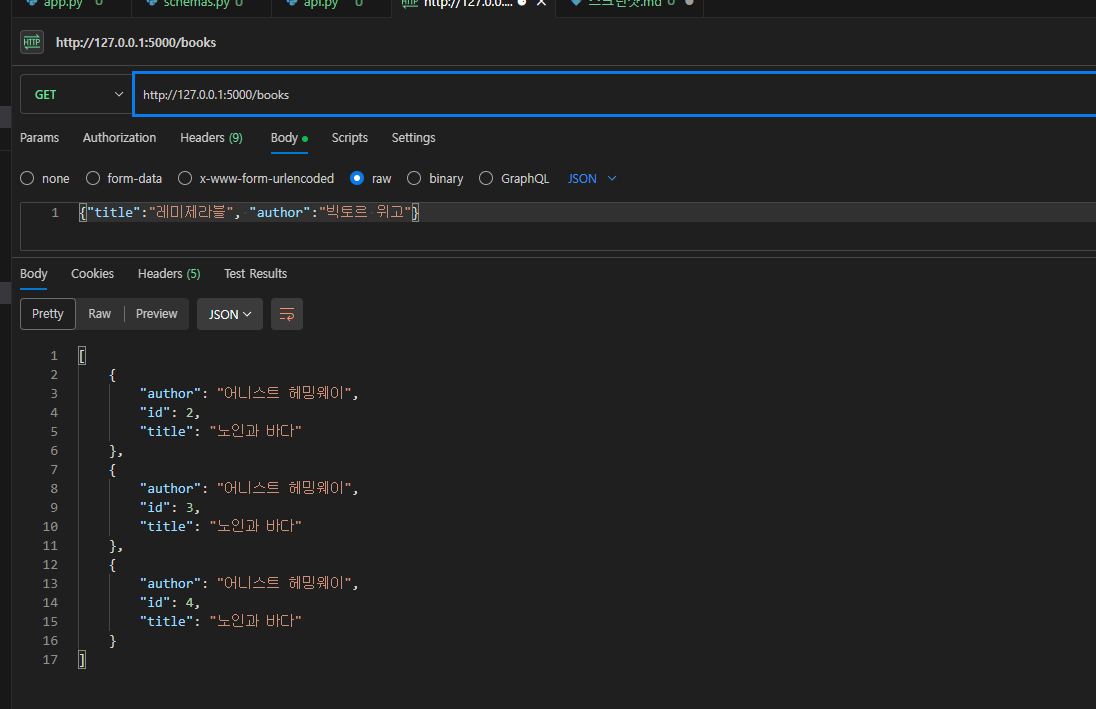 app.py U
schemas.py U
api.py U
HTTP http://127.0.0.... ● ×
스크린샷.md U ●
HTTP http://127.0.0.1:5000/books
GET http://127.0.0.1:5000/books
Params Authorization Headers (9) Body Scripts Settings
none form-data x-www-form-urlencoded raw binary GraphQL JSON
1 {"title":"레미제라블", "author":"빅토르 위고"}
Body Cookies Headers (5) Test Results
Pretty Raw Preview JSON
1 [
2 {
3 "author": "어니스트 헤밍웨이",
4 "id": 2,
5 "title": "노인과 바다"
6 },
7 {
8 "author": "어니스트 헤밍웨이",
9 "id": 3,
10 "title": "노인과 바다"
11 },
12 {
13 "author": "어니스트 헤밍웨이",
14 "id": 4,
15 "title": "노인과 바다"
16 }
17 ]